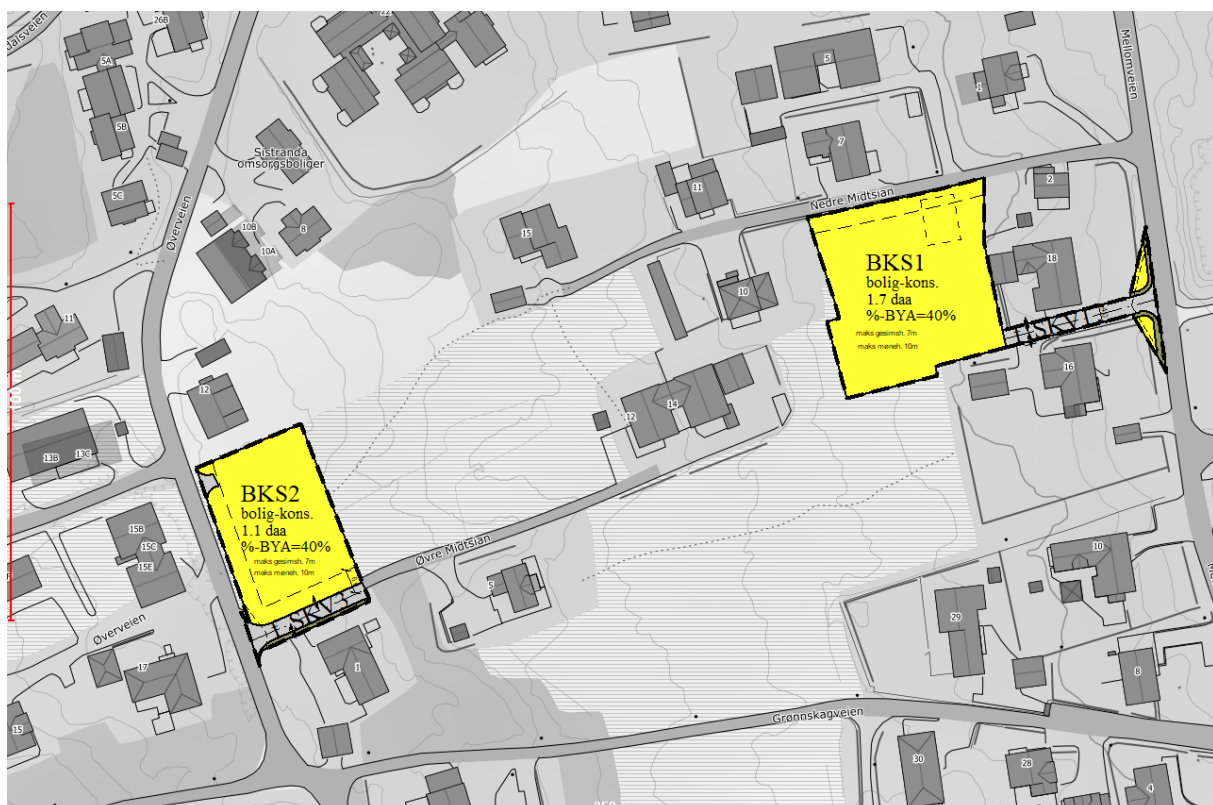 26B
22
5A
5B
5C
Øverveien
Sistranda
omsorgsboliger
10B
10A
8
5
1
Mellomveien
7
2
11
Nedre Midtsian
15
10
BKS1
bolig-kons.
1.7 daa
%-BYA=40%
maks gesimsh. 7m
maks møneh. 10m
18
SKV1
16
11
12
12
14
13B
13C
BKS2
bolig-kons.
1.1 daa
%-BYA=40%
maks gesimsh. 7m
maks møneh. 10m
15B
15C
15E
Øvre Midtsian
5
SKV3
10
29
Øverveien
17
1
8
15
Grønnskagveien
30
28
4